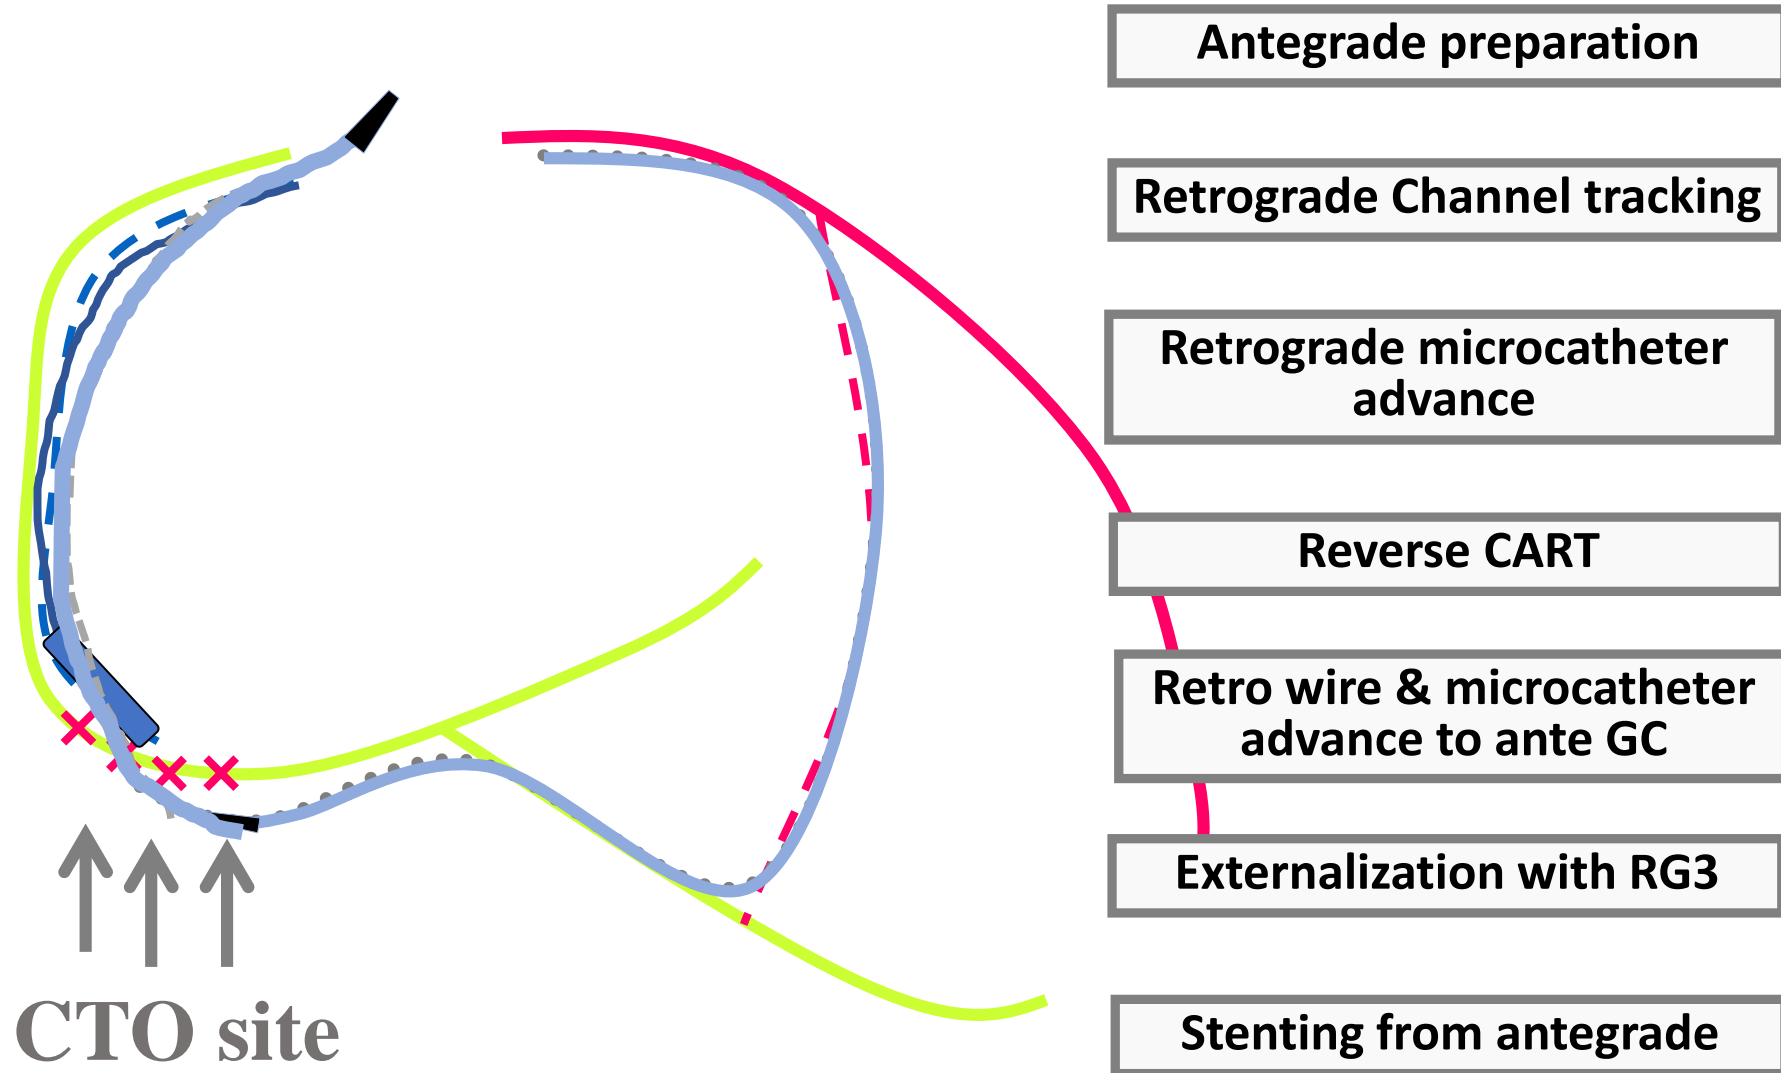 Antegrade preparation
Retrograde Channel tracking
Retrograde microcatheter
advance
Reverse CART
Retro wire & microcatheter
advance to ante GC
Externalization with RG3
Stenting from antegrade
CTO site